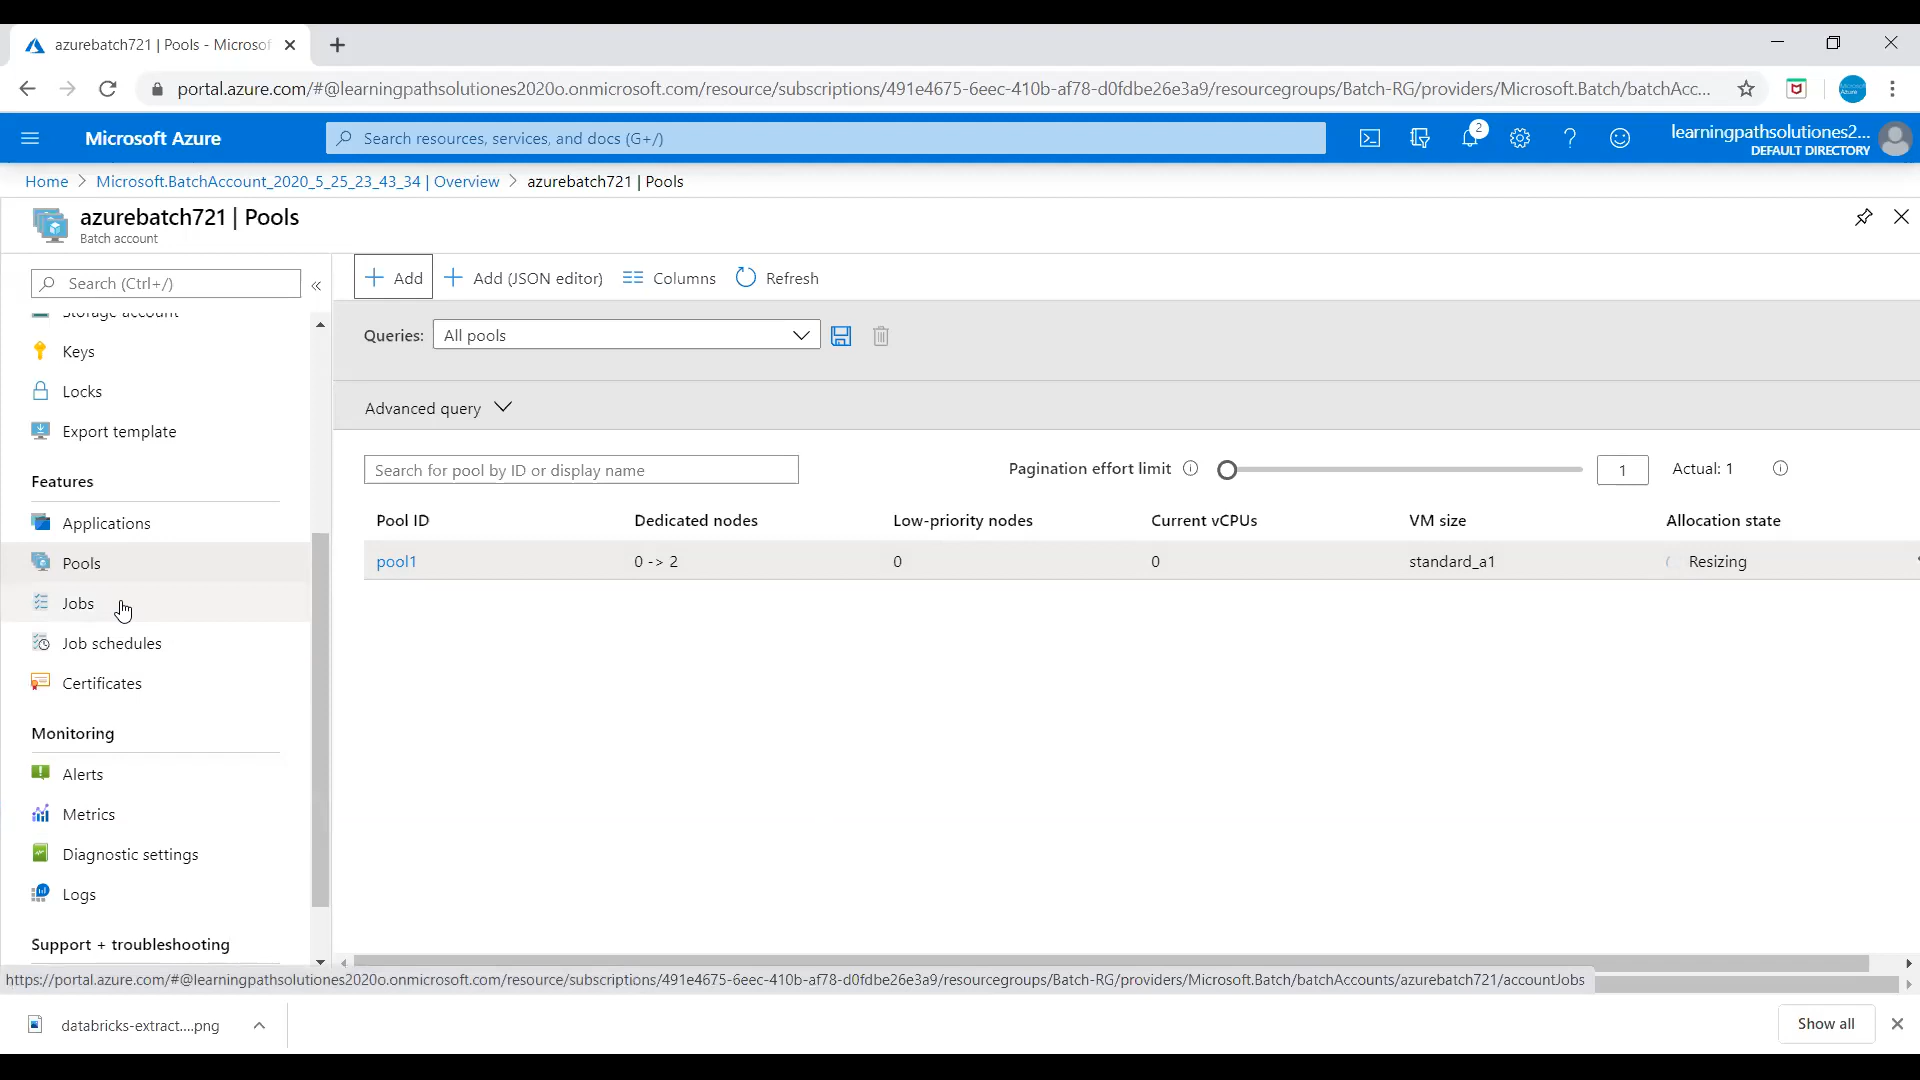 azurebatch721 | Pools - Microsof
portal.azure.com/#@learningpathsolutiones2020o.onmicrosoft.com/resource/subscriptions/491e4675-6eec-410b-af78-d0fdbe26e3a9/resourcegroups/Batch-RG/providers/Microsoft.Batch/batchAcc...
Microsoft Azure
Search resources, services, and docs (G+/)
2
learningpathsolutiones2...
DEFAULT DIRECTORY
Home > Microsoft.BatchAccount_2020_5_25_23_43_34 | Overview > azurebatch721 | Pools
azurebatch721 | Pools
Batch account
Search (Ctrl+/)
«
Storage account
Keys
Locks
Export template
Features
Applications
Pools
Jobs
Job schedules
Certificates
Monitoring
Alerts
Metrics
Diagnostic settings
Logs
Support + troubleshooting
Add
Add (JSON editor)
Columns
Refresh
Queries: All pools
Advanced query
Search for pool by ID or display name
Pagination effort limit 1 Actual: 1
Pool ID Dedicated nodes Low-priority nodes Current vCPUs VM size Allocation state
pool1 0 -> 2 0 0 standard_a1 Resizing
https://portal.azure.com/#@learningpathsolutiones2020o.onmicrosoft.com/resource/subscriptions/491e4675-6eec-410b-af78-d0fdbe26e3a9/resourcegroups/Batch-RG/providers/Microsoft.Batch/batchAccounts/azurebatch721/accountJobs
databricks-extract....png
Show all